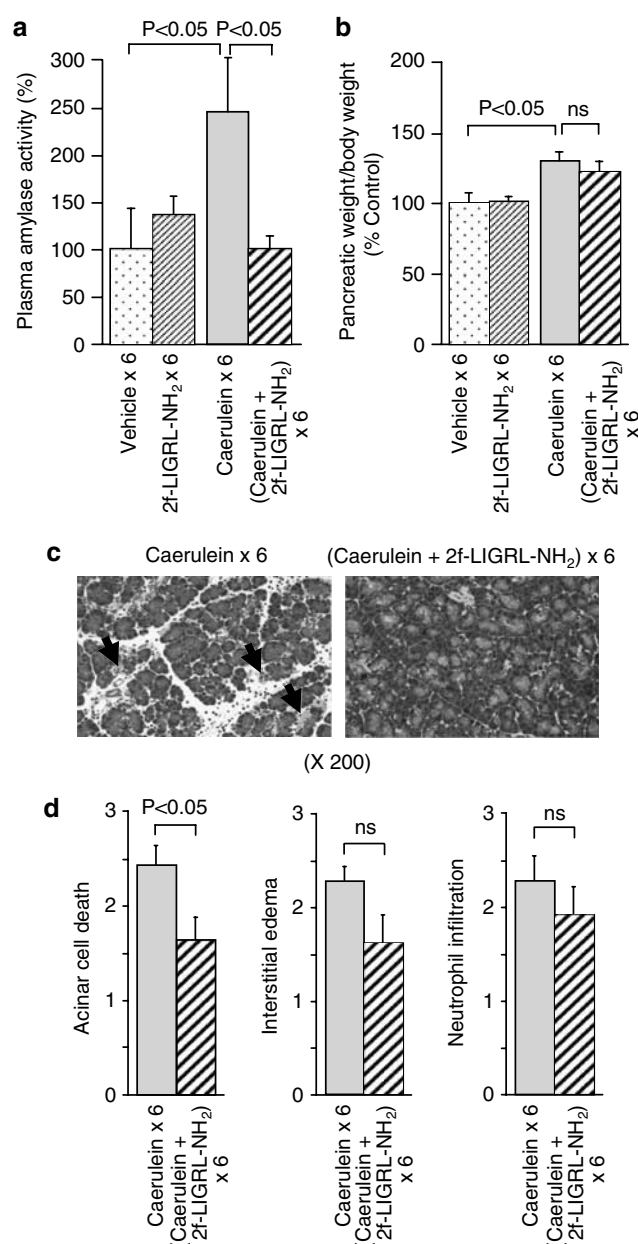 a
P<0.05 P<0.05
Plasma amylase activity (%)
300
250
200
150
100
50
0
Vehicle x 6
2f-LIGRL-NH2 x 6
Caerulein x 6
(Caerulein +
2f-LIGRL-NH2)
x 6
b
Pancreatic weight/body weight
(% Control)
200
150
100
50
0
P<0.05
ns
Vehicle x 6
2f-LIGRL-NH2 x 6
Caerulein x 6
(Caerulein +
2f-LIGRL-NH2)
x 6
c
Caerulein x 6
(Caerulein + 2f-LIGRL-NH2) x 6
(X 200)
d
P<0.05
Acinar cell death
3
2
1
0
Caerulein x 6
Caerulein +
2f-LIGRL-NH2)
x 6
ns
Interstitial edema
3
2
1
0
Caerulein x 6
Caerulein +
2f-LIGRL-NH2)
x 6
ns
Neutrophil infiltration
3
2
1
0
Caerulein x 6
Caerulein +
2f-LIGRL-NH2)
x 6